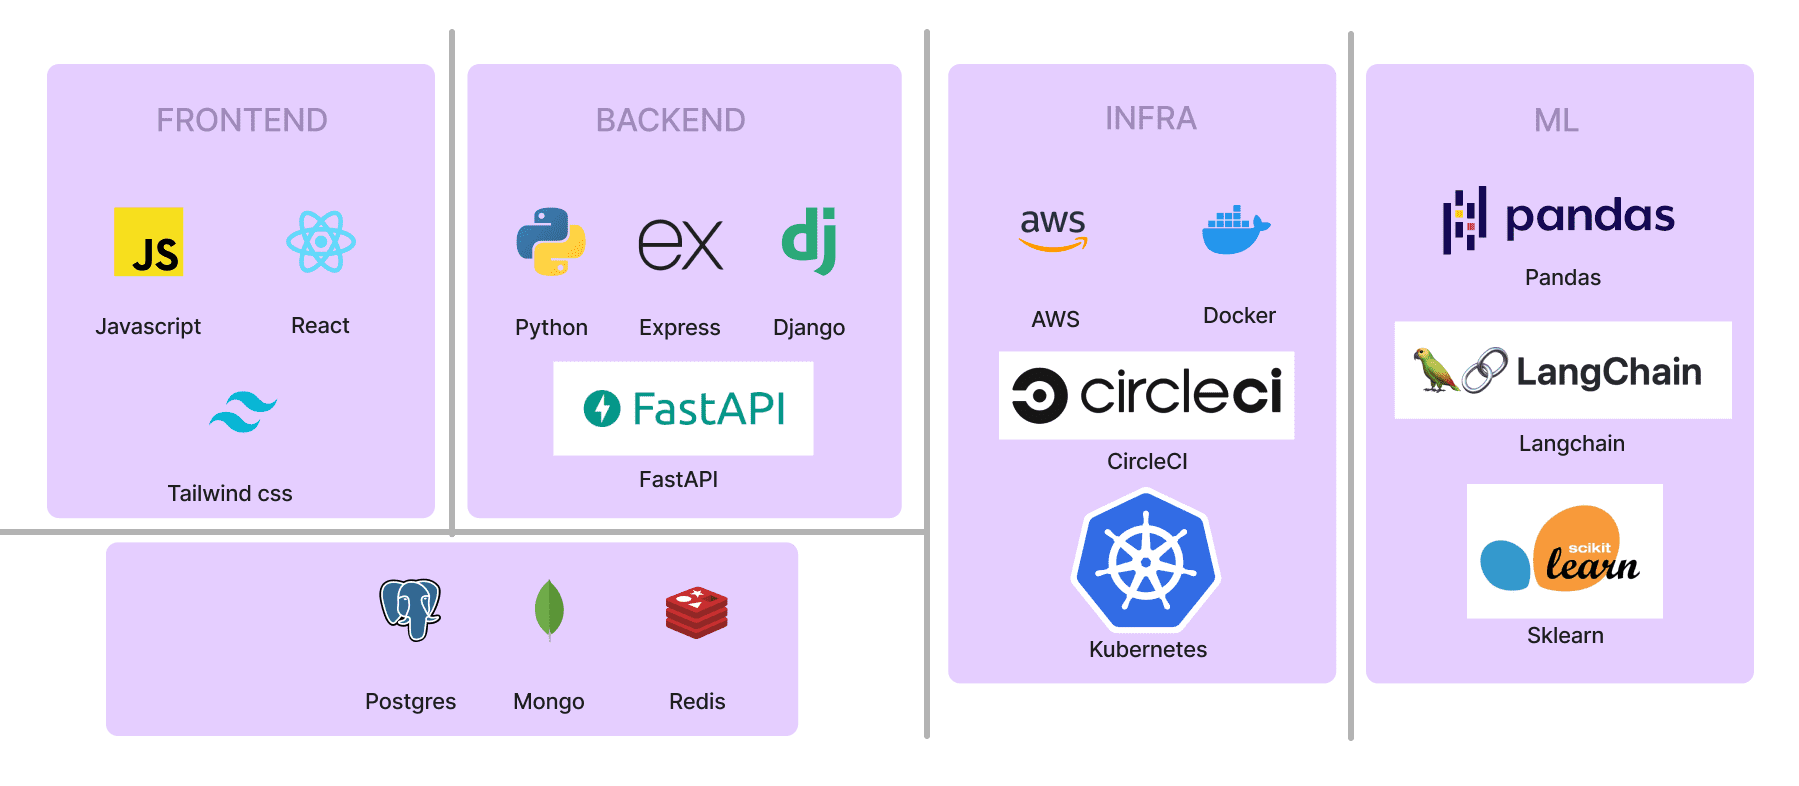 FRONTEND
JS
Javascript
React
Tailwind css
BACKEND
ex
dj
Python
Express
Django
FastAPI
FastAPI
Postgres
Mongo
Redis
INFRA
aws
AWS
Docker
circleci
CircleCI
Kubernetes
ML
pandas
Pandas
LangChain
Langchain
scikit
learn
Sklearn